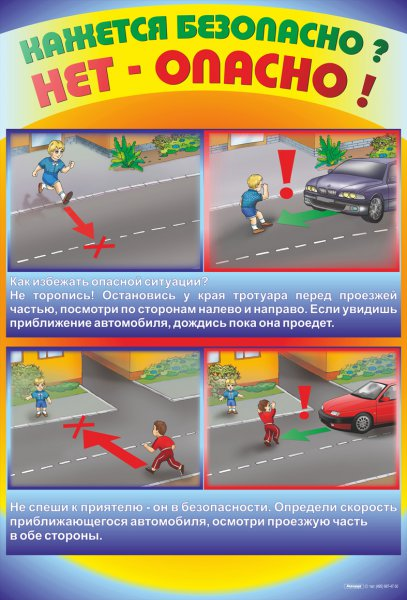 КАЖЕТСЯ БЕЗОПАСНО ?
НЕТ - ОПАСНО !
!
Как избежать опасной ситуации?
Не торопись! Остановись у края тротуара перед проезжей
частью, посмотри по сторонам налево и направо. Если увидишь
приближение автомобиля, дождись пока она проедет.
!
Не спеши к приятелю - он в безопасности. Определи скорость
приближающегося автомобиля, осмотри проезжую часть
в обе стороны.